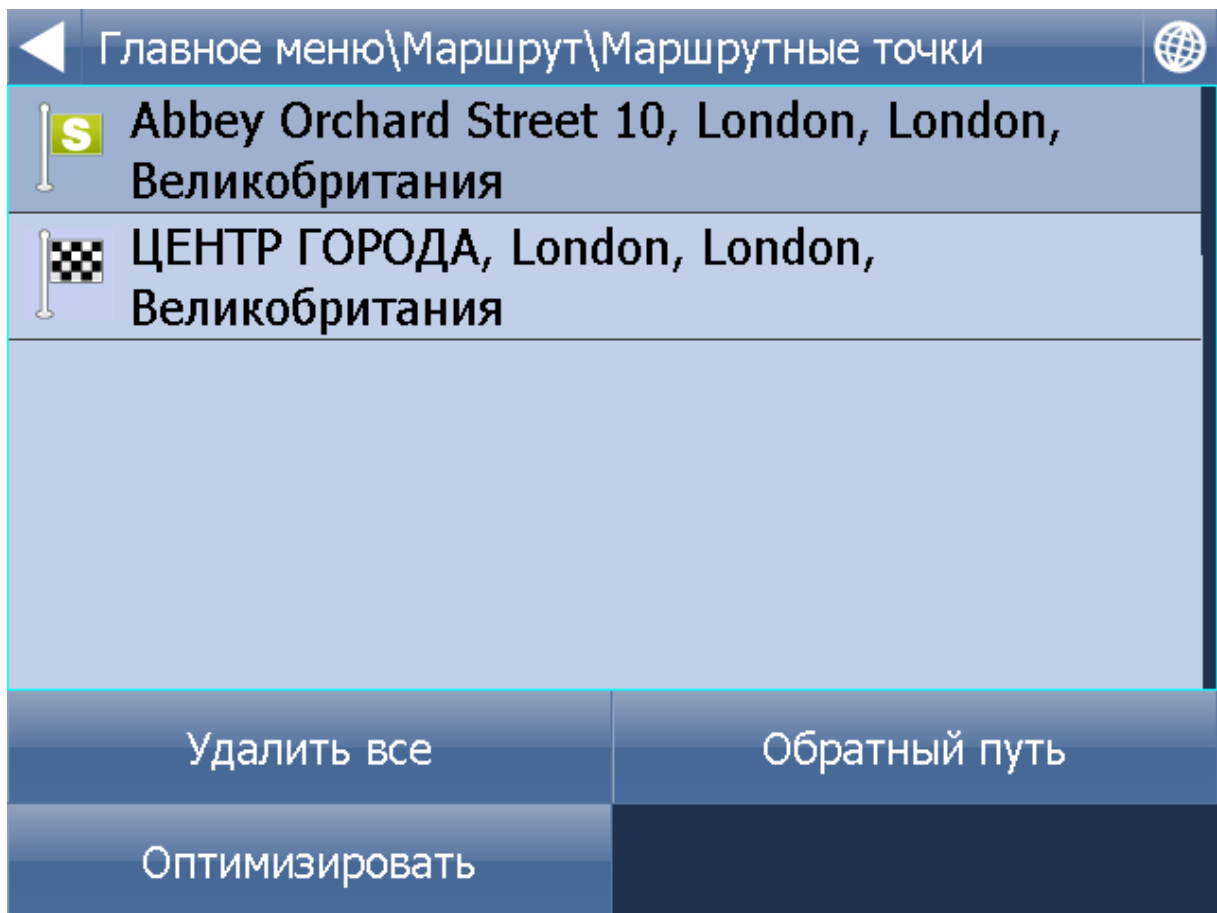 Главное меню\Маршрут\Маршрутные точки
S
Abbey Orchard Street 10, London, London,
Великобритания
ЦЕНТР ГОРОДА, London, London,
Великобритания
Удалить все
Обратный путь
Оптимизировать